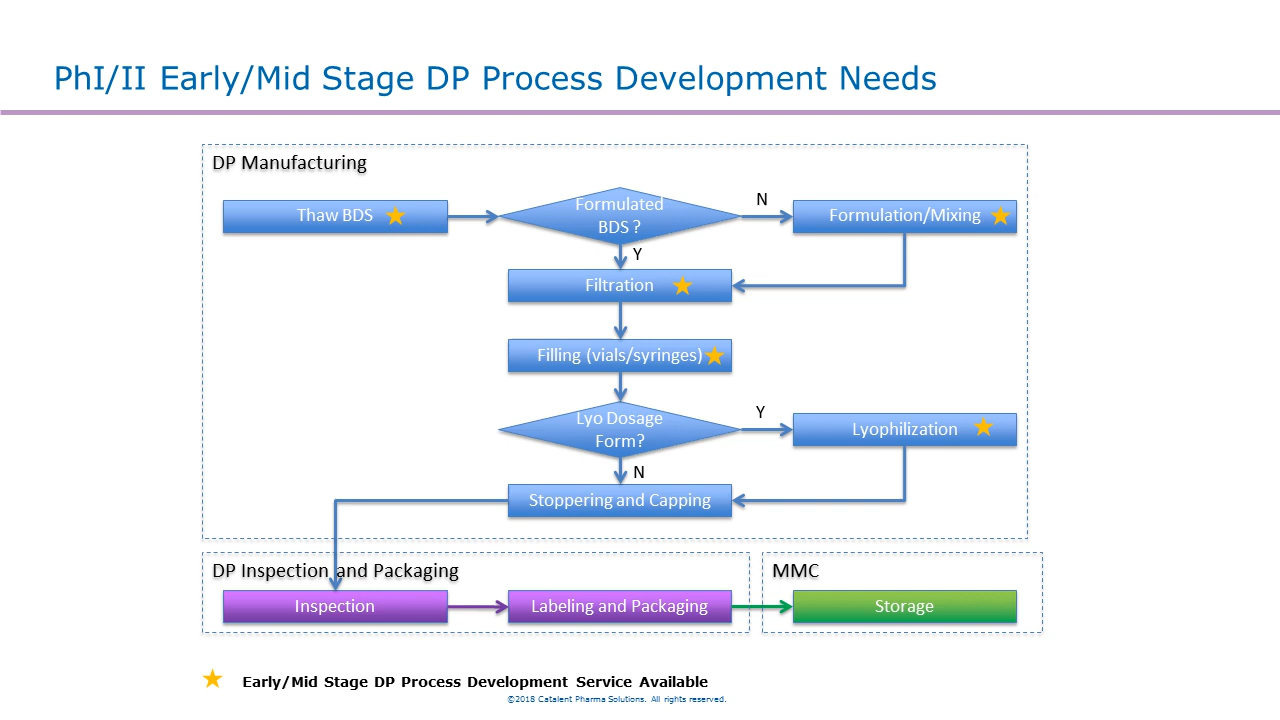 PhI/II Early/Mid Stage DP Process Development Needs
DP Manufacturing
Thaw BDS
Formulated
BDS ?
N
Formulation/Mixing
Y
Filtration
Filling (vials/syringes)
Lyo Dosage
Form?
Y
Lyophilization
N
Stoppering and Capping
DP Inspection and Packaging
MMC
Inspection
Labeling and Packaging
Storage
Early/Mid Stage DP Process Development Service Available
©2018 Catalent Pharma Solutions. All rights reserved.